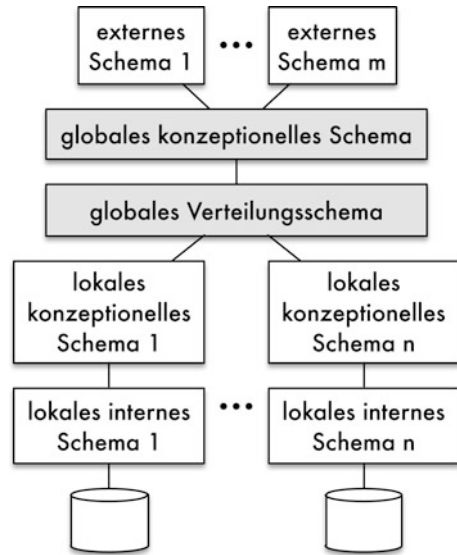 externes
Schema 1
•••
externes
Schema m
globales konzeptionelles Schema
globales Verteilungsschema
lokales
konzeptionelles
Schema 1
lokales
konzeptionelles
Schema n
lokales internes
Schema 1
•••
lokales internes
Schema n